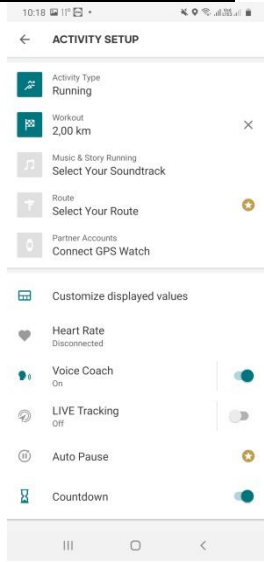 10:18 11°
ACTIVITY SETUP
Activity Type
Running
Workout
2,00 km
Music & Story Running
Select Your Soundtrack
Route
Select Your Route
Partner Accounts
Connect GPS Watch
Customize displayed values
Heart Rate
Disconnected
Voice Coach
On
LIVE Tracking
Off
Auto Pause
Countdown